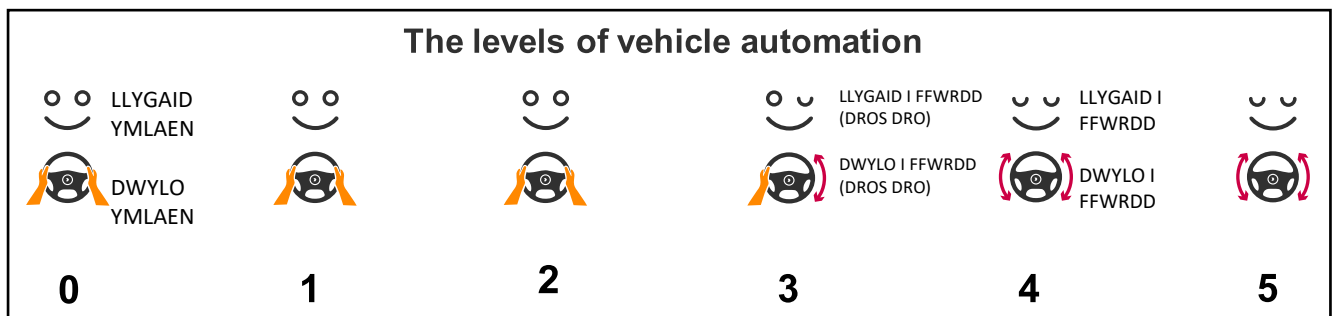 The levels of vehicle automation
LLYGAID
YMLAEN
DWYLO
YMLAEN
LLYGAID I FFWRDD
(DROS DRO)
DWYLO I FFWRDD
(DROS DRO)
LLYGAID I
FFWRDD
DWYLO I
FFWRDD
0
1
2
3
4
5